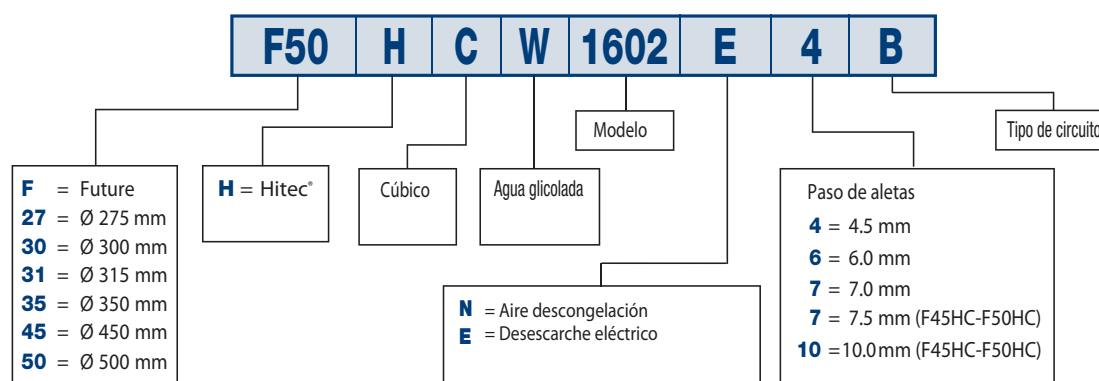 F50 H C W 1602 E 4 B
Modelo
Tipo de circuito
F = Future
27 = Ø 275 mm
30 = Ø 300 mm
31 = Ø 315 mm
35 = Ø 350 mm
45 = Ø 450 mm
50 = Ø 500 mm
H = Hitec®
Cúbico
Agua glicolada
N = Aire descongelación
E = Desescarche eléctrico
Paso de aletas
4 = 4.5 mm
6 = 6.0 mm
7 = 7.0 mm
7 = 7.5 mm (F45HC-F50HC)
10 =10.0 mm (F45HC-F50HC)